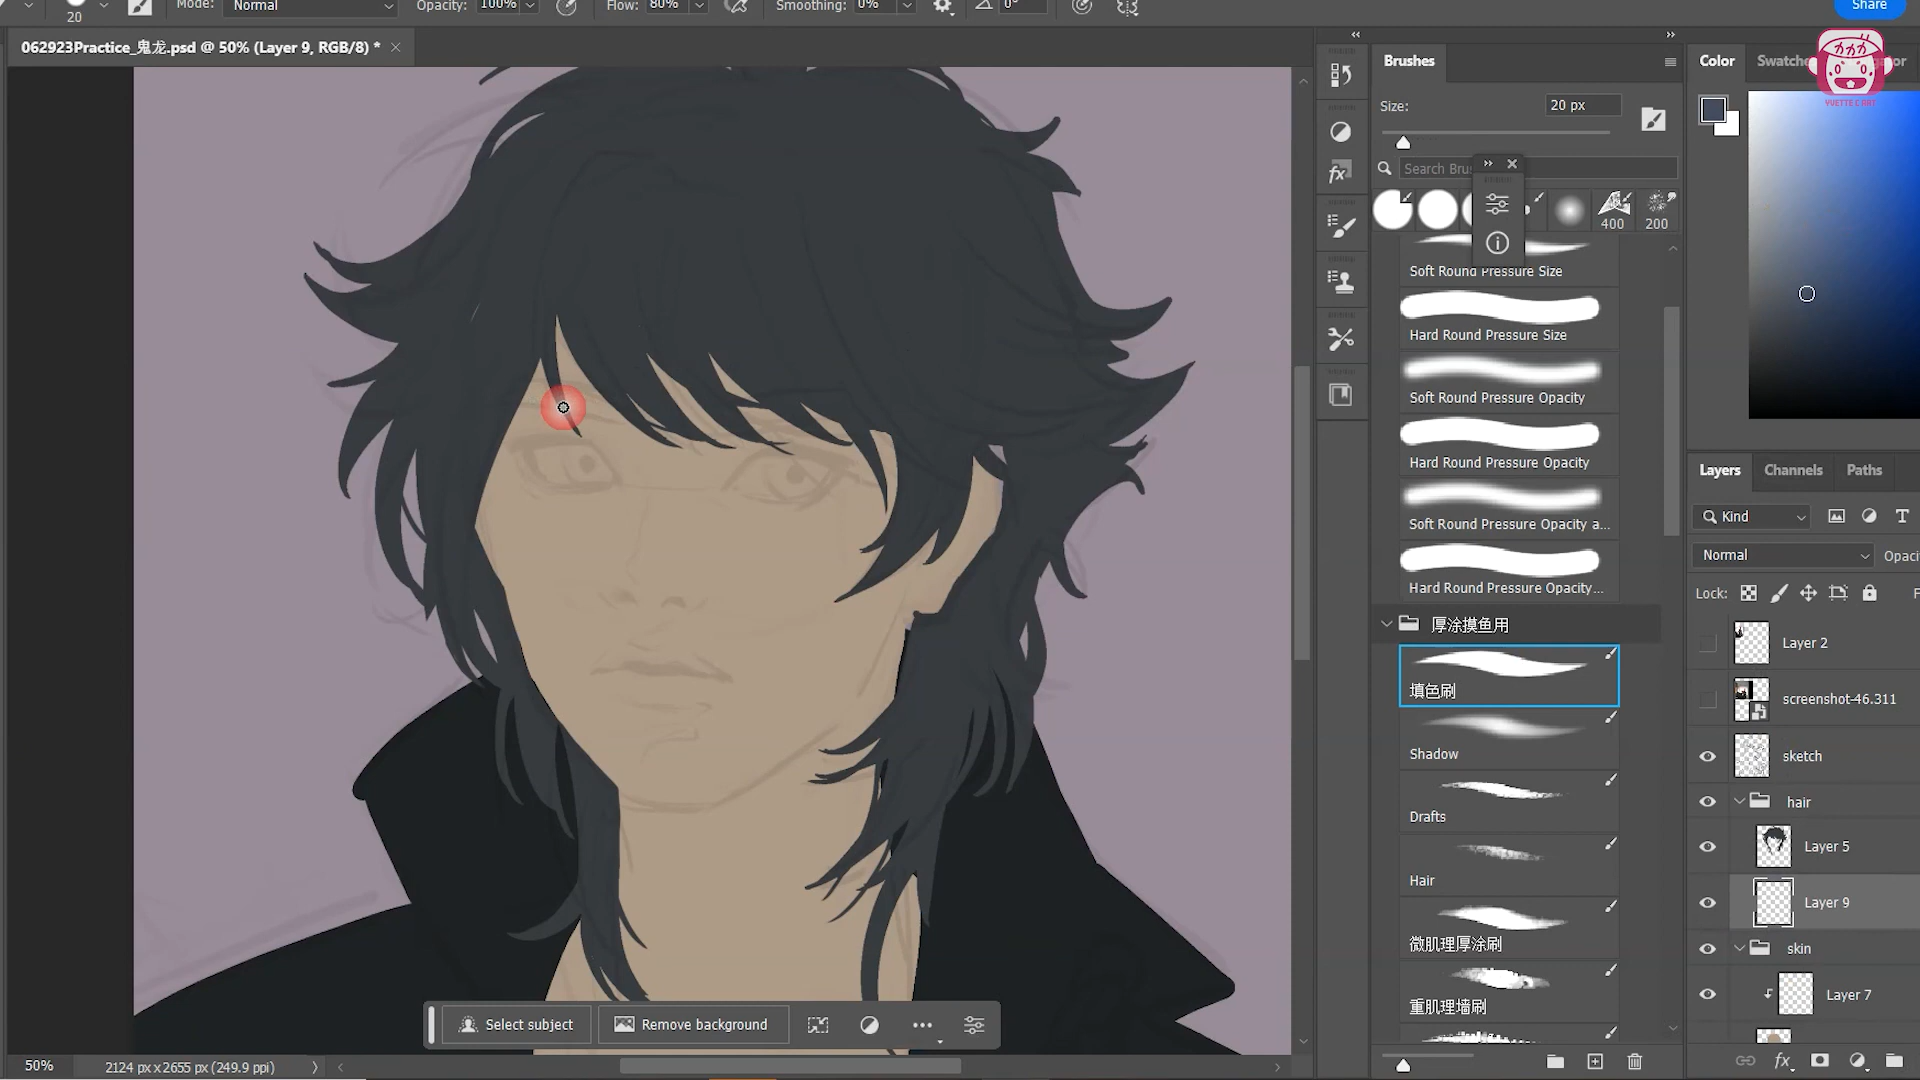 20
Mode: Normal
Opacity: 100%
Flow: 80%
Smoothing: 0%
0°
Share
062923Practice_鬼龙.psd @ 50% (Layer 9, RGB/8) *
Brushes
Color
Swatches
YVETTE C ART
Size:
20 px
Search Bru
400
200
Soft Round Pressure Size
Hard Round Pressure Size
Soft Round Pressure Opacity
Hard Round Pressure Opacity
Soft Round Pressure Opacity a...
Hard Round Pressure Opacity...
厚涂摸鱼用
填色刷
Shadow
Drafts
Hair
微肌理厚涂刷
重肌理墙刷
Layers
Channels
Paths
Kind
Normal
Opaci
Lock:
F
Layer 2
screenshot-46.311
sketch
hair
Layer 5
Layer 9
skin
Layer 7
Select subject
Remove background
50%
2124 px x 2655 px (249.9 ppi)